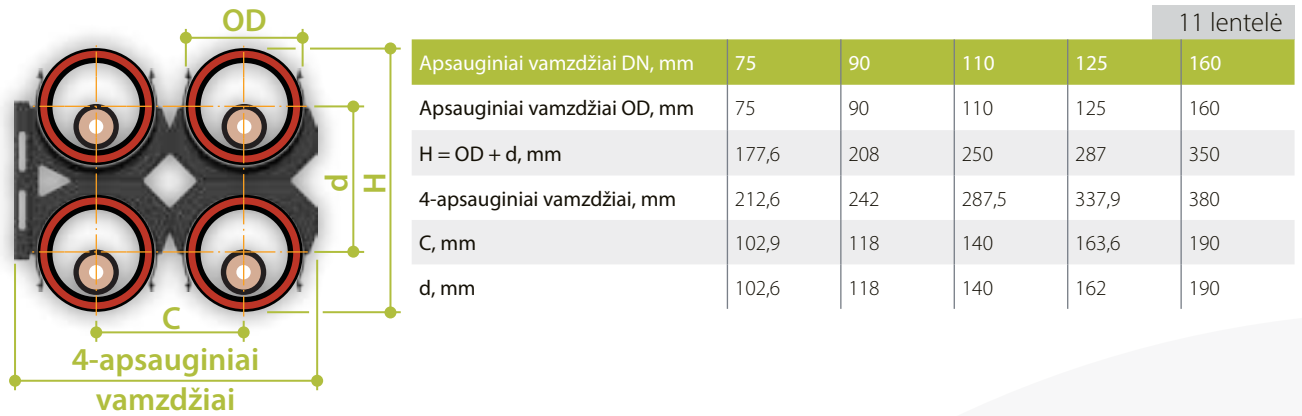 11 lentelė
OD
d
H
C
4-apsauginiai
vamzdžiai
Apsauginiai vamzdžiai DN, mm 75 90 110 125 160
Apsauginiai vamzdžiai OD, mm 75 90 110 125 160
H = OD + d, mm 177,6 208 250 287 350
4-apsauginiai vamzdžiai, mm 212,6 242 287,5 337,9 380
C, mm 102,9 118 140 163,6 190
d, mm 102,6 118 140 162 190